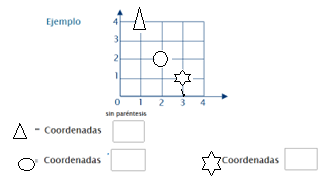 Ejemplo
4
3
2
1
0 1 2 3 4
sin paréntesis
= Coordenadas
= Coordenadas
Coordenadas